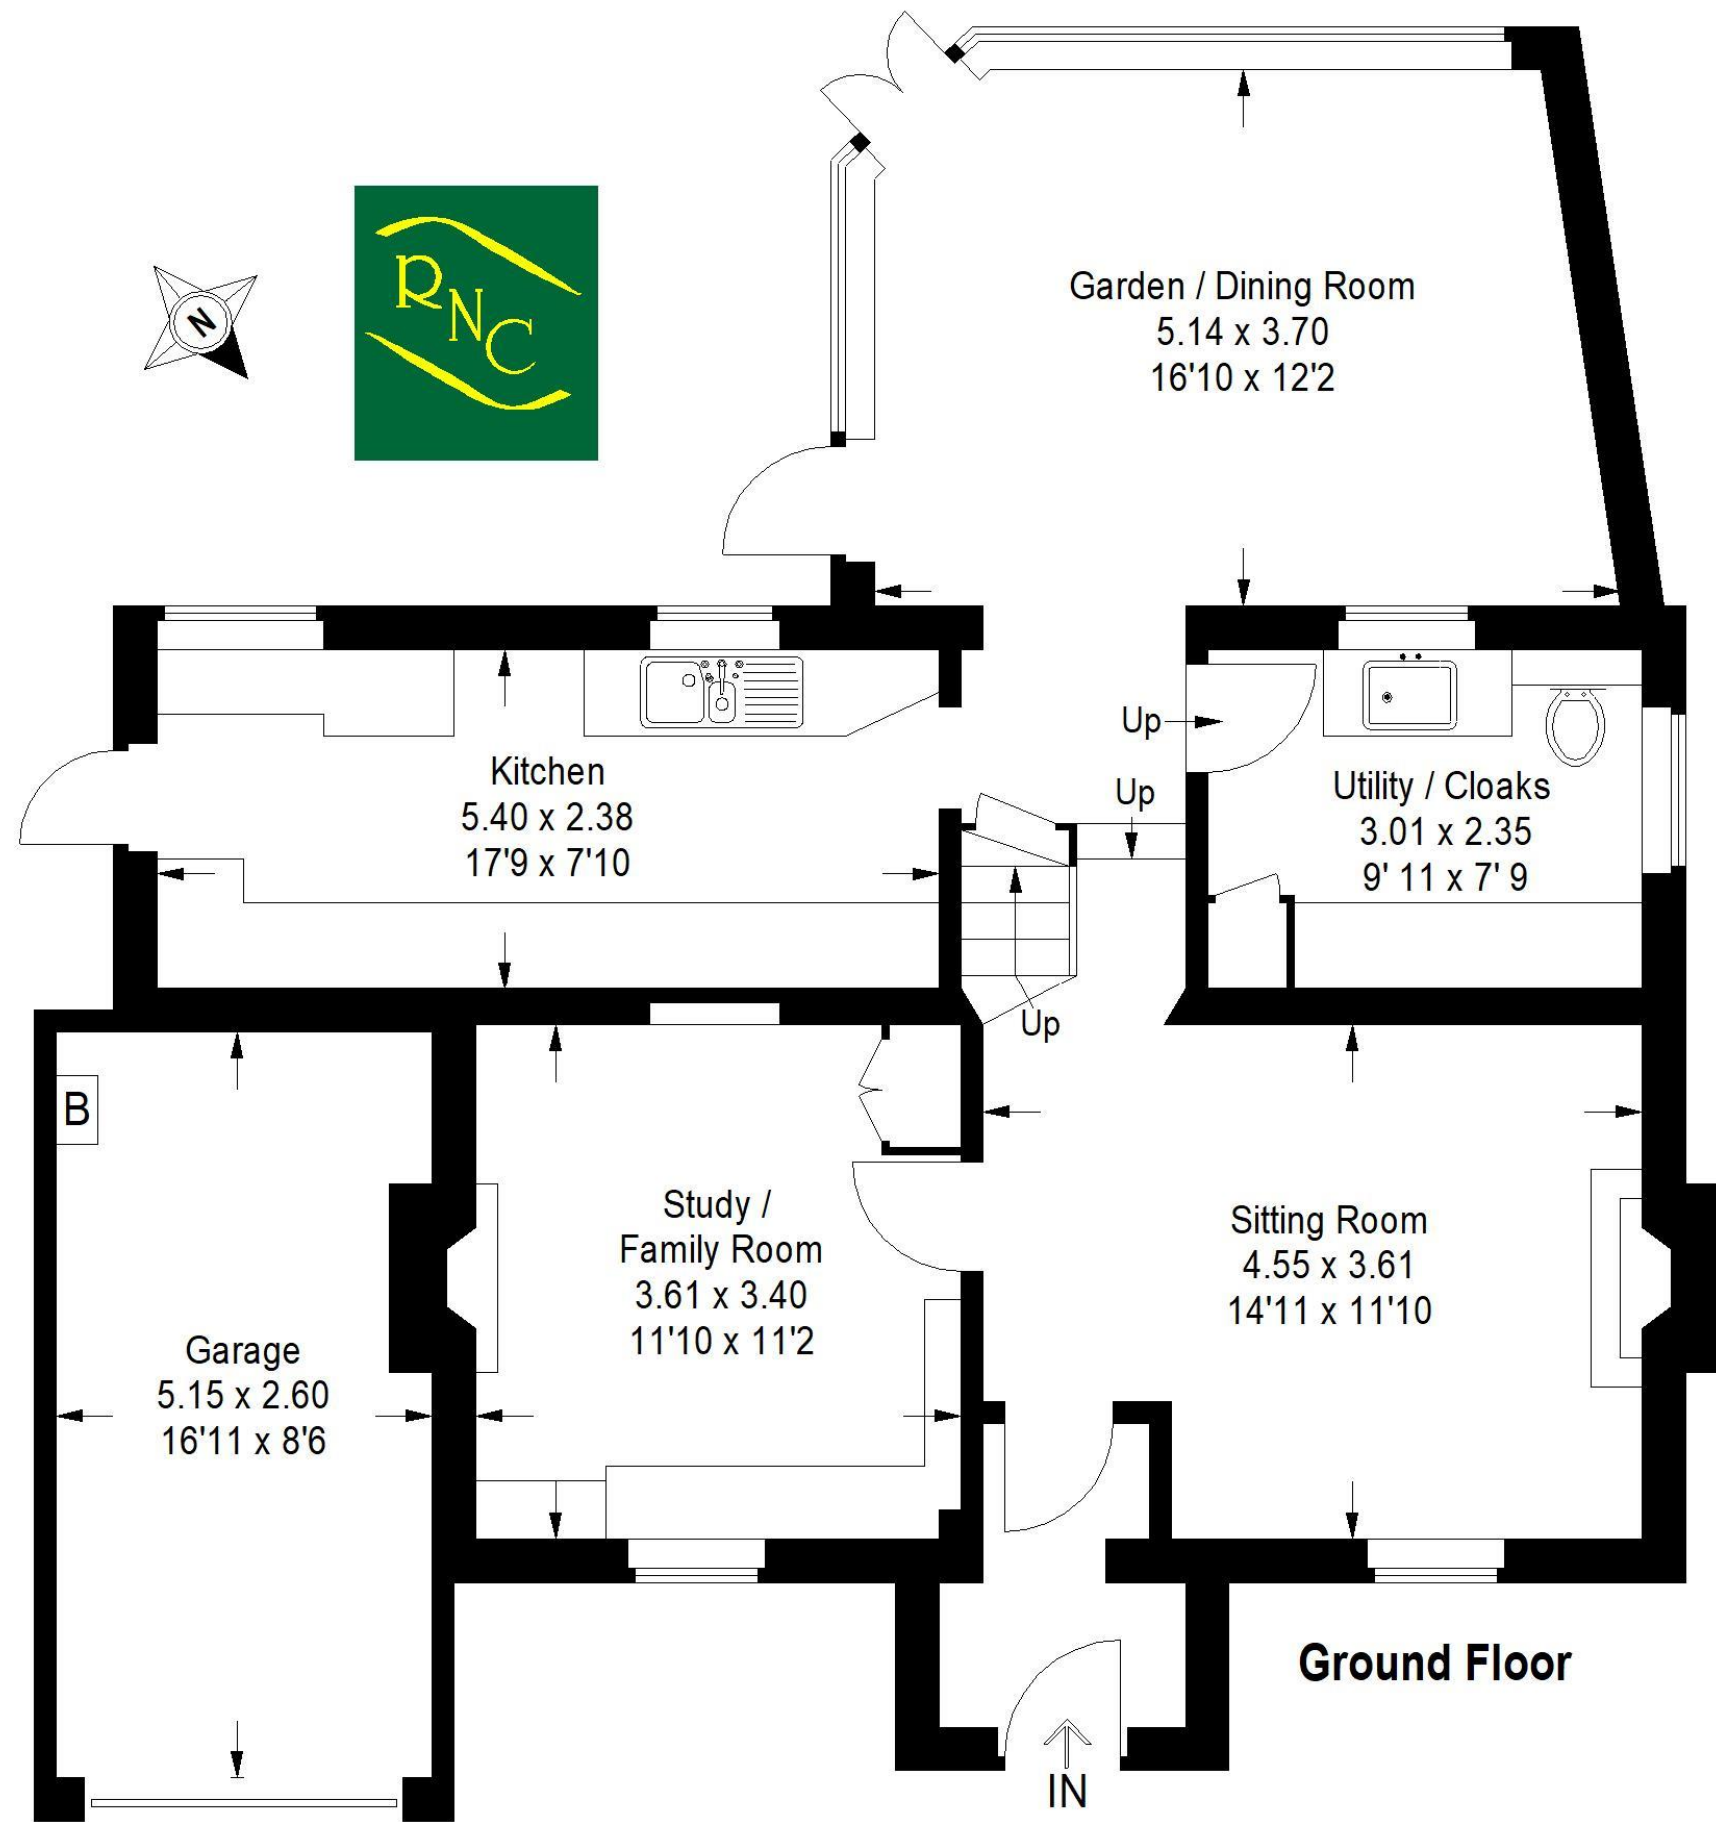 Garden / Dining Room
5.14 x 3.70
16'10 x 12'2
RNC
N
Up
Kitchen
5.40 x 2.38
17'9 x 7'10
Up
Utility / Cloaks
3.01 x 2.35
9' 11 x 7' 9
Up
B
Study /
Family Room
3.61 x 3.40
11'10 x 11'2
Sitting Room
4.55 x 3.61
14'11 x 11'10
Garage
5.15 x 2.60
16'11 x 8'6
Ground Floor
IN